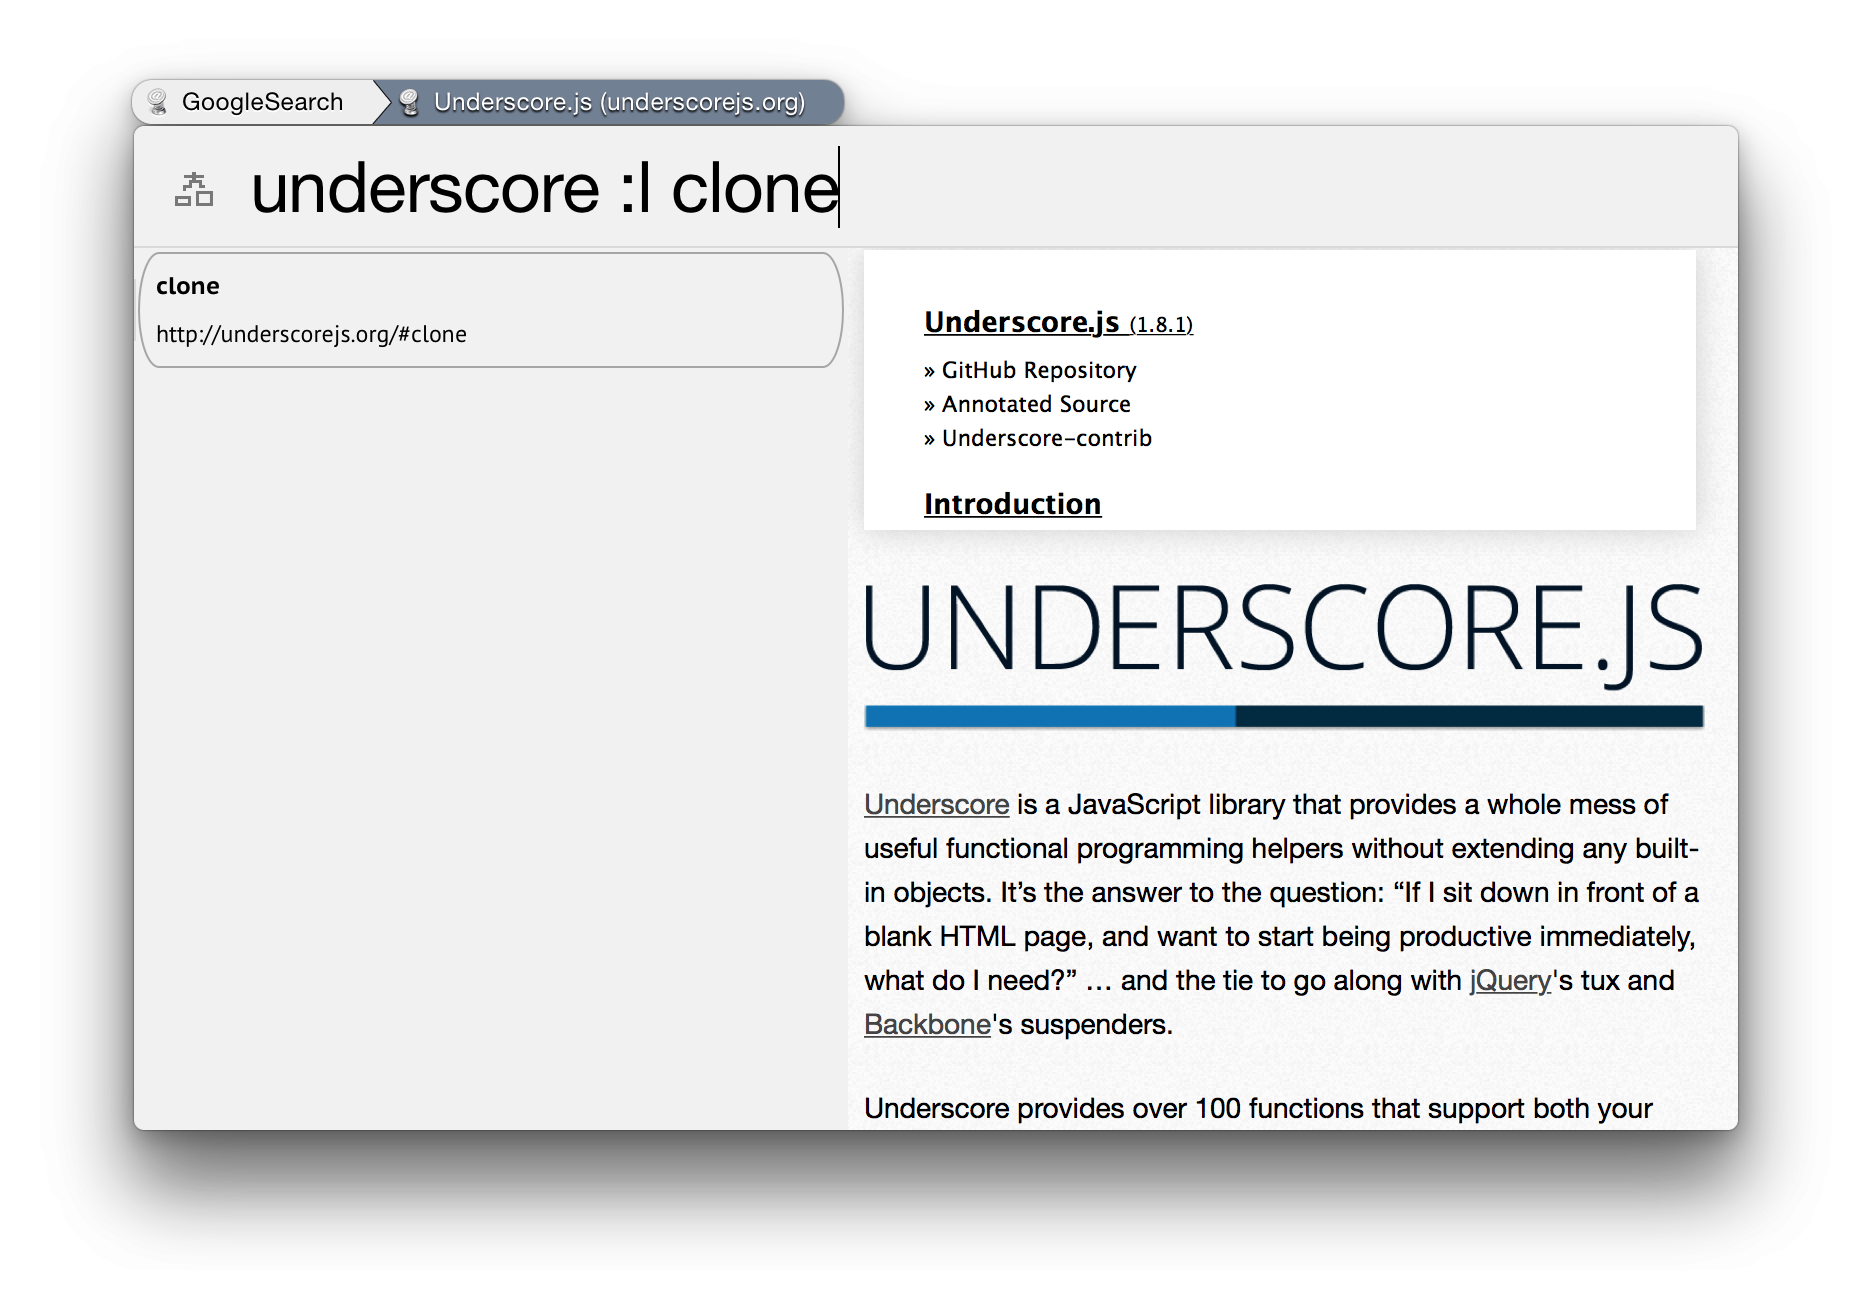 GoogleSearch
Underscore.js (underscorejs.org)
underscore :l clone
clone
http://underscorejs.org/#clone
Underscore.js (1.8.1)
» GitHub Repository
» Annotated Source
» Underscore-contrib
Introduction
UNDERSCORE.JS
Underscore is a JavaScript library that provides a whole mess of
useful functional programming helpers without extending any built-
in objects. It’s the answer to the question: “If I sit down in front of a
blank HTML page, and want to start being productive immediately,
what do I need?” … and the tie to go along with jQuery's tux and
Backbone's suspenders.
Underscore provides over 100 functions that support both your